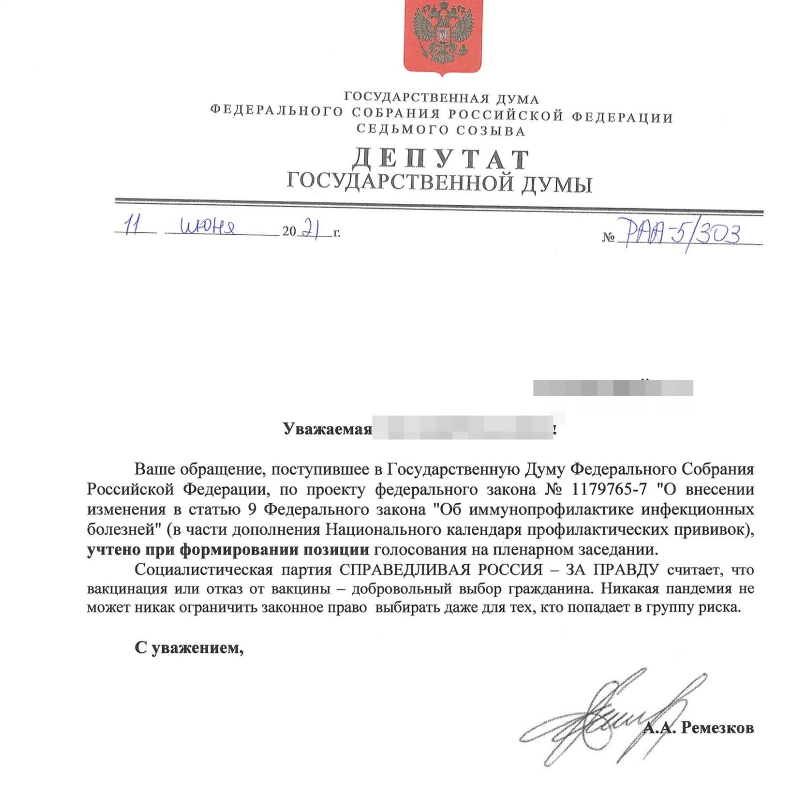 ГОСУДАРСТВЕННАЯ ДУМА
ФЕДЕРАЛЬНОГО СОБРАНИЯ РОССИЙСКОЙ ФЕДЕРАЦИИ
СЕДЬМОГО СОЗЫВА
ДЕПУТАТ
ГОСУДАРСТВЕННОЙ ДУМЫ
11 июня 2021 г.
№ РАА-5/303
Уважаемая !
Ваше обращение, поступившее в Государственную Думу Федерального Собрания
Российской Федерации, по проекту федерального закона № 1179765-7 "О внесении
изменения в статью 9 Федерального закона "Об иммунопрофилактике инфекционных
болезней" (в части дополнения Национального календаря профилактических прививок),
учтено при формировании позиции голосования на пленарном заседании.
Социалистическая партия СПРАВЕДЛИВАЯ РОССИЯ – ЗА ПРАВДУ считает, что
вакцинация или отказ от вакцины – добровольный выбор гражданина. Никакая пандемия не
может никак ограничить законное право выбирать даже для тех, кто попадает в группу риска.
С уважением,
А.А. Ремезков